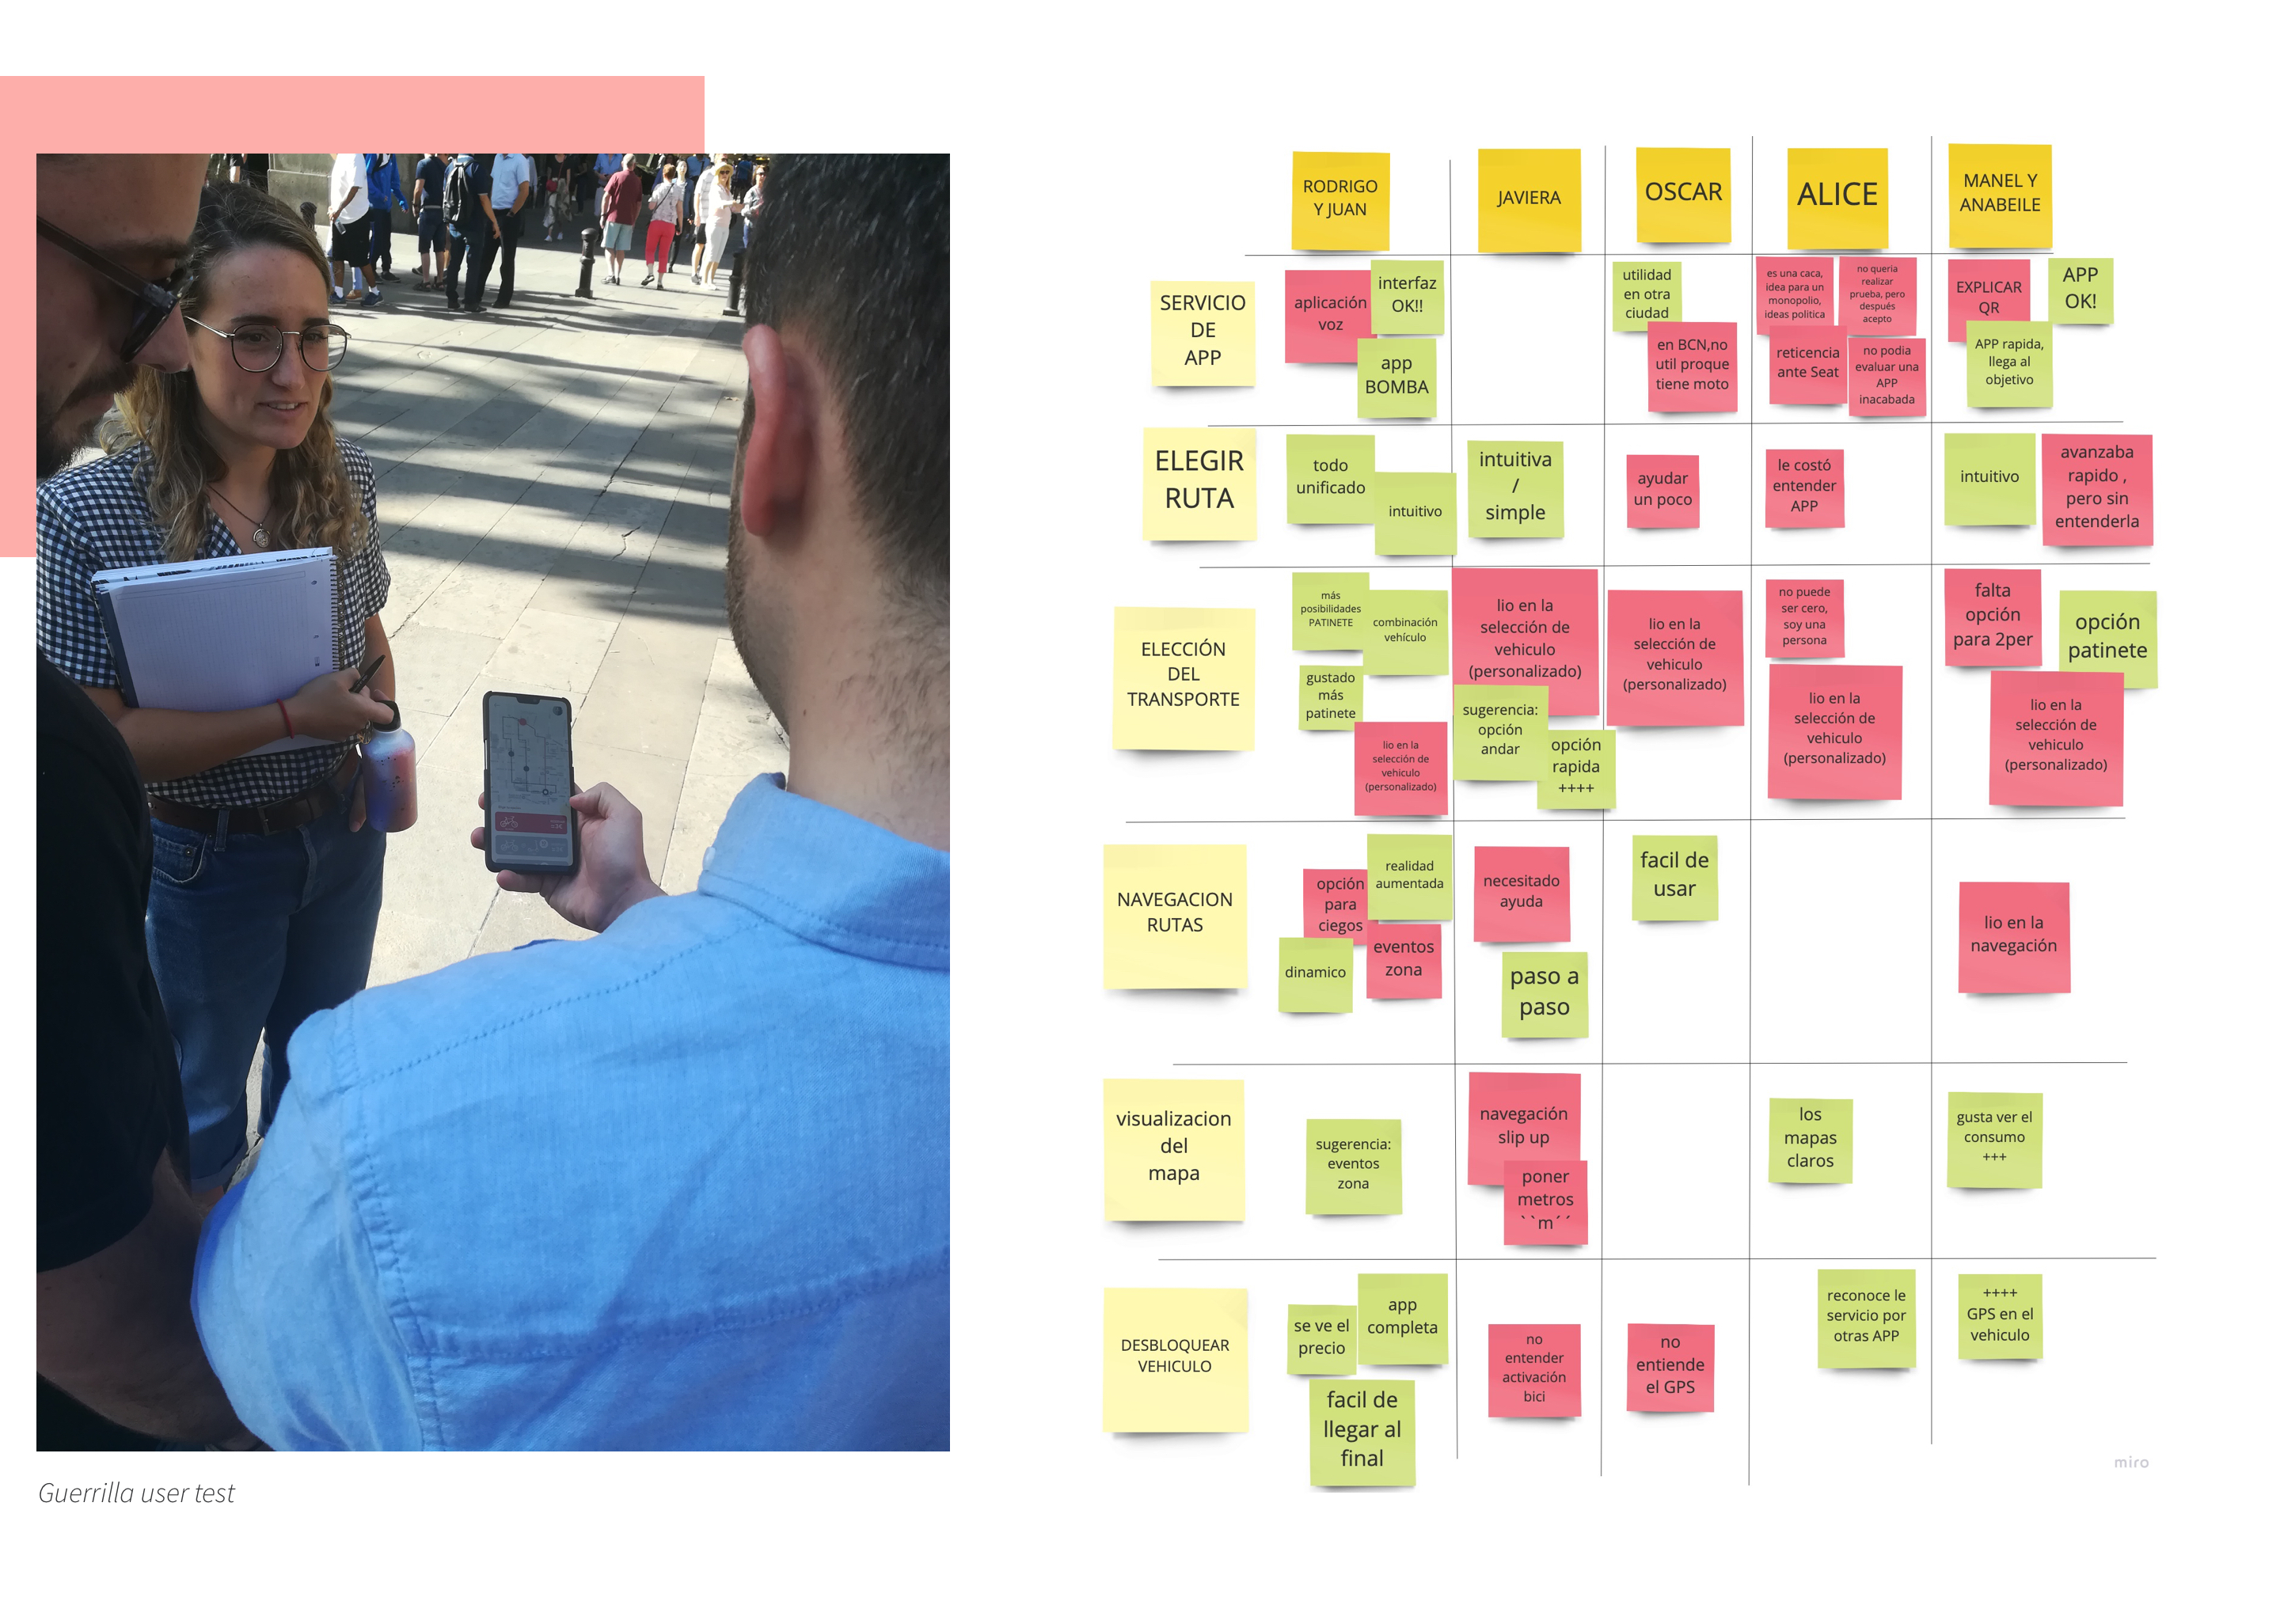 RODRIGO
Y JUAN
JAVIERA
OSCAR
ALICE
MANEL Y
ANABEILE
SERVICIO
DE
APP
aplicación
voz
interfaz
OK!!
app
BOMBA
utilidad
en otra
ciudad
en BCN,no
util proque
tiene moto
es una caca,
idea para un
monopolio,
ideas politica
no queria
realizar
prueba, pero
después
acepto
reticencia
ante Seat
no podia
evaluar una
APP
inacabada
EXPLICAR
QR
APP
OK!
APP rapida,
llega al
objetivo
ELEGIR
RUTA
todo
unificado
intuitivo
intuitiva
/
simple
ayudar
un poco
le costó
entender
APP
intuitivo
avanzaba
rapido ,
pero sin
entenderla
ELECCIÓN
DEL
TRANSPORTE
más
posibilidades
PATINETE
combinación
vehículo
gustado
más
patinete
lio en la
selección de
vehiculo
(personalizado)
lio en la
selección de
vehiculo
(personalizado)
sugerencia:
opción
andar
opción
rapida
++++
lio en la
selección de
vehiculo
(personalizado)
no puede
ser cero,
soy una
persona
lio en la
selección de
vehiculo
(personalizado)
falta
opción
para 2per
opción
patinete
lio en la
selección de
vehiculo
(personalizado)
NAVEGACION
RUTAS
opción
para
ciegos
realidad
aumentada
dinamico
eventos
zona
necesitado
ayuda
paso a
paso
facil de
usar
lio en la
navegación
visualizacion
del
mapa
sugerencia:
eventos
zona
navegación
slip up
poner
metros
``m´´
los
mapas
claros
gusta ver el
consumo
+++
DESBLOQUEAR
VEHICULO
se ve el
precio
app
completa
facil de
llegar al
final
no
entender
activación
bici
no
entiende
el GPS
reconoce le
servicio por
otras APP
++++
GPS en el
vehiculo
miro
Guerrilla user test